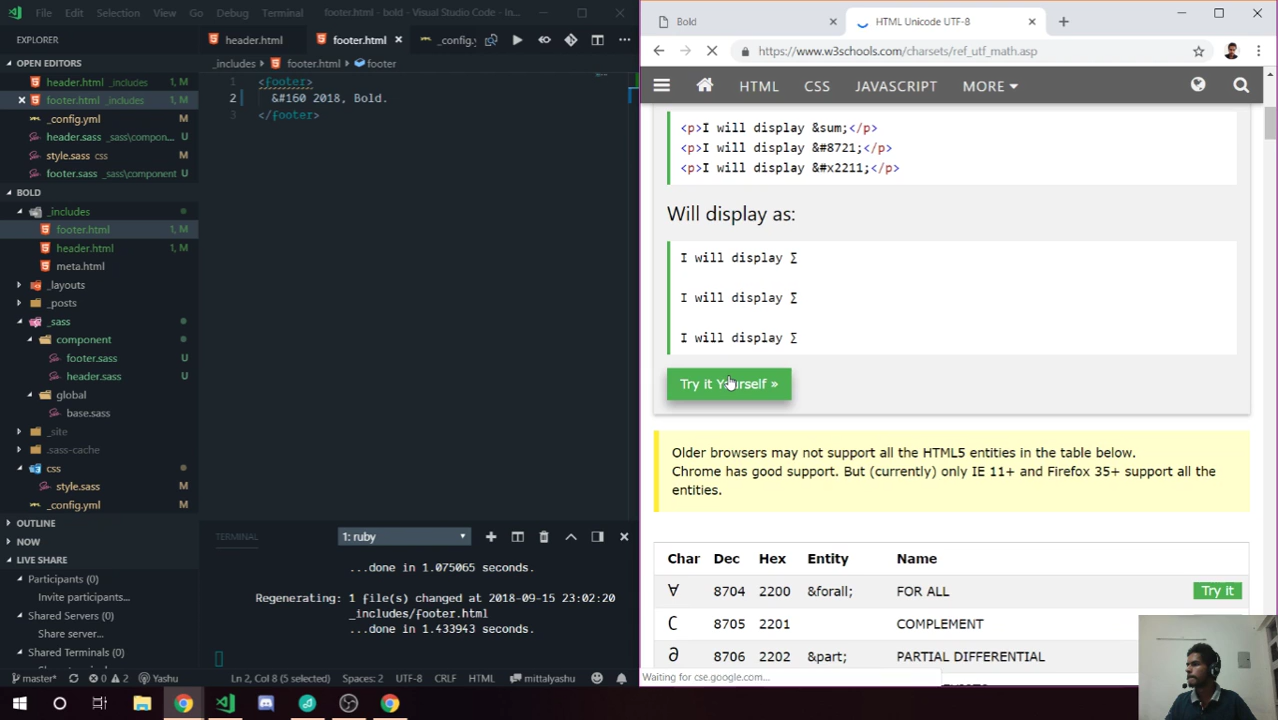 File Edit Selection View Go Debug Terminal footer.html - bold - Visual Studio Code - In...
EXPLORER
OPEN EDITORS
header.html _includes 1, M
footer.html _includes 1, M
_config.yml M
header.sass _sass\compon... U
style.sass css M
footer.sass _sass\component U
BOLD
_includes
footer.html 1, M
header.html 1, M
meta.html
_layouts
_posts
_sass
component
footer.sass U
header.sass U
global
base.sass
_site
.sass-cache
css
style.sass M
_config.yml M
OUTLINE
NOW
LIVE SHARE
Participants (0)
Invite participants...
Shared Servers (0)
Share server...
Shared Terminals (0)
header.html footer.html _config.y
_includes footer.html footer
1 <footer>
2 &#160 2018, Bold.
3 </footer>
TERMINAL 1: ruby
...done in 1.075065 seconds.
Regenerating: 1 file(s) changed at 2018-09-15 23:02:20
_includes/footer.html
...done in 1.433943 seconds.
master* 0 2 Yashu Ln 2, Col 8 (5 selected) Spaces: 2 UTF-8 CRLF HTML mittalyashu
Bold HTML Unicode UTF-8
https://www.w3schools.com/charsets/ref_utf_math.asp
HTML CSS JAVASCRIPT MORE
<p>I will display &sum;</p>
<p>I will display &#8721;</p>
<p>I will display &#x2211;</p>
Will display as:
I will display ∑
I will display ∑
I will display ∑
Try it Yourself »
Older browsers may not support all the HTML5 entities in the table below.
Chrome has good support. But (currently) only IE 11+ and Firefox 35+ support all the
entities.
Char Dec Hex Entity Name
∀ 8704 2200 &forall; FOR ALL Try it
∁ 8705 2201 COMPLEMENT
∂ 8706 2202 &part; PARTIAL DIFFERENTIAL
Waiting for cse.google.com...